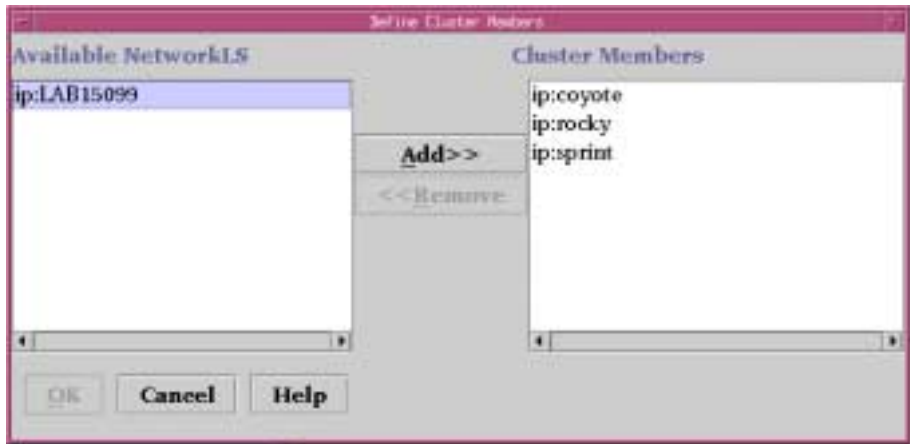 Define Cluster Members
Available NetworkLS
Cluster Members
ip:LAB15099
ip:coyote
ip:rocky
ip:sprint
Add>>
<<Remove
OK
Cancel
Help